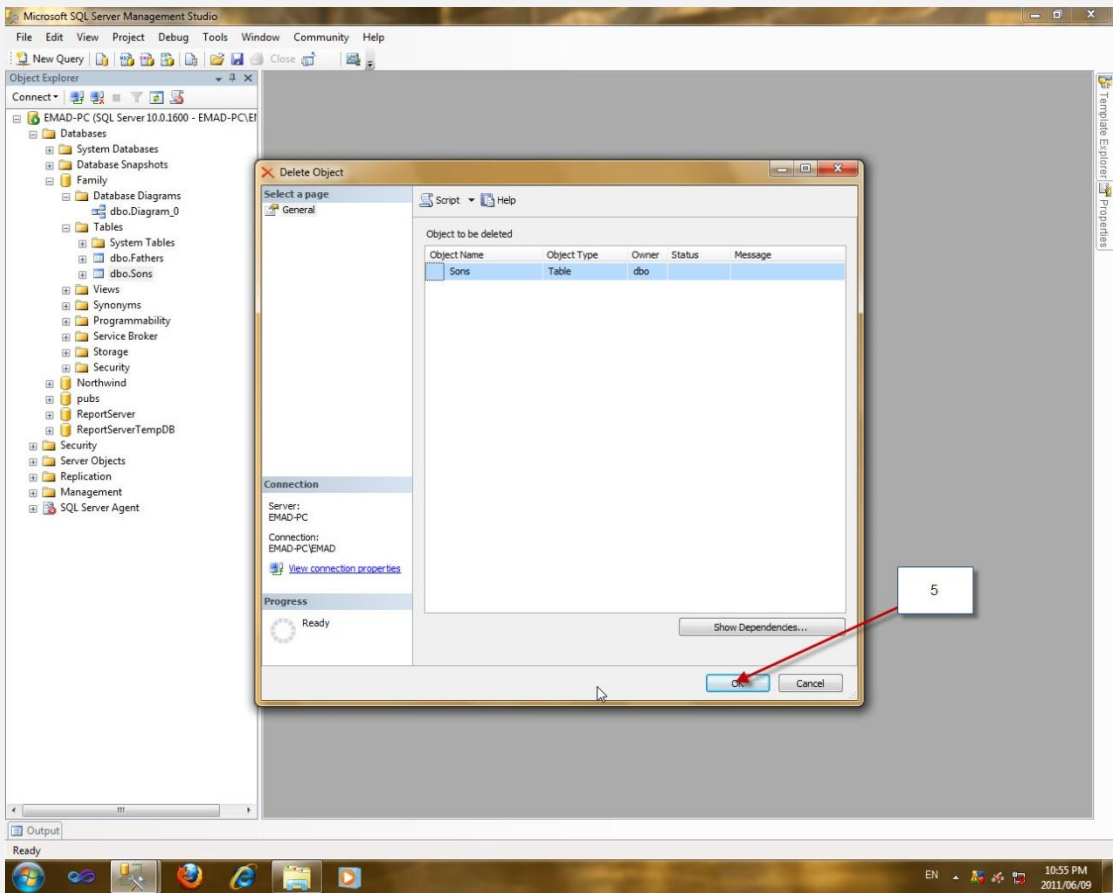 Microsoft SQL Server Management Studio
File Edit View Project Debug Tools Window Community Help
New Query Close
Object Explorer
Connect
EMAD-PC (SQL Server 10.0.1600 - EMAD-PC\
Databases
System Databases
Database Snapshots
Family
Database Diagrams
dbo.Diagram_0
Tables
System Tables
dbo.Fathers
dbo.Sons
Views
Synonyms
Programmability
Service Broker
Storage
Security
Northwind
pubs
ReportServer
ReportServerTempDB
Security
Server Objects
Replication
Management
SQL Server Agent
Delete Object
Select a page
General
Script Help
Object to be deleted
Object Name Object Type Owner Status Message
Sons Table dbo
Connection
Server:
EMAD-PC
Connection:
EMAD-PC\EMAD
View connection properties
Progress
Ready
Show Dependencies...
OK Cancel
5
Template Explorer
Properties
Output
Ready
EN
10:55 PM
2011/06/09